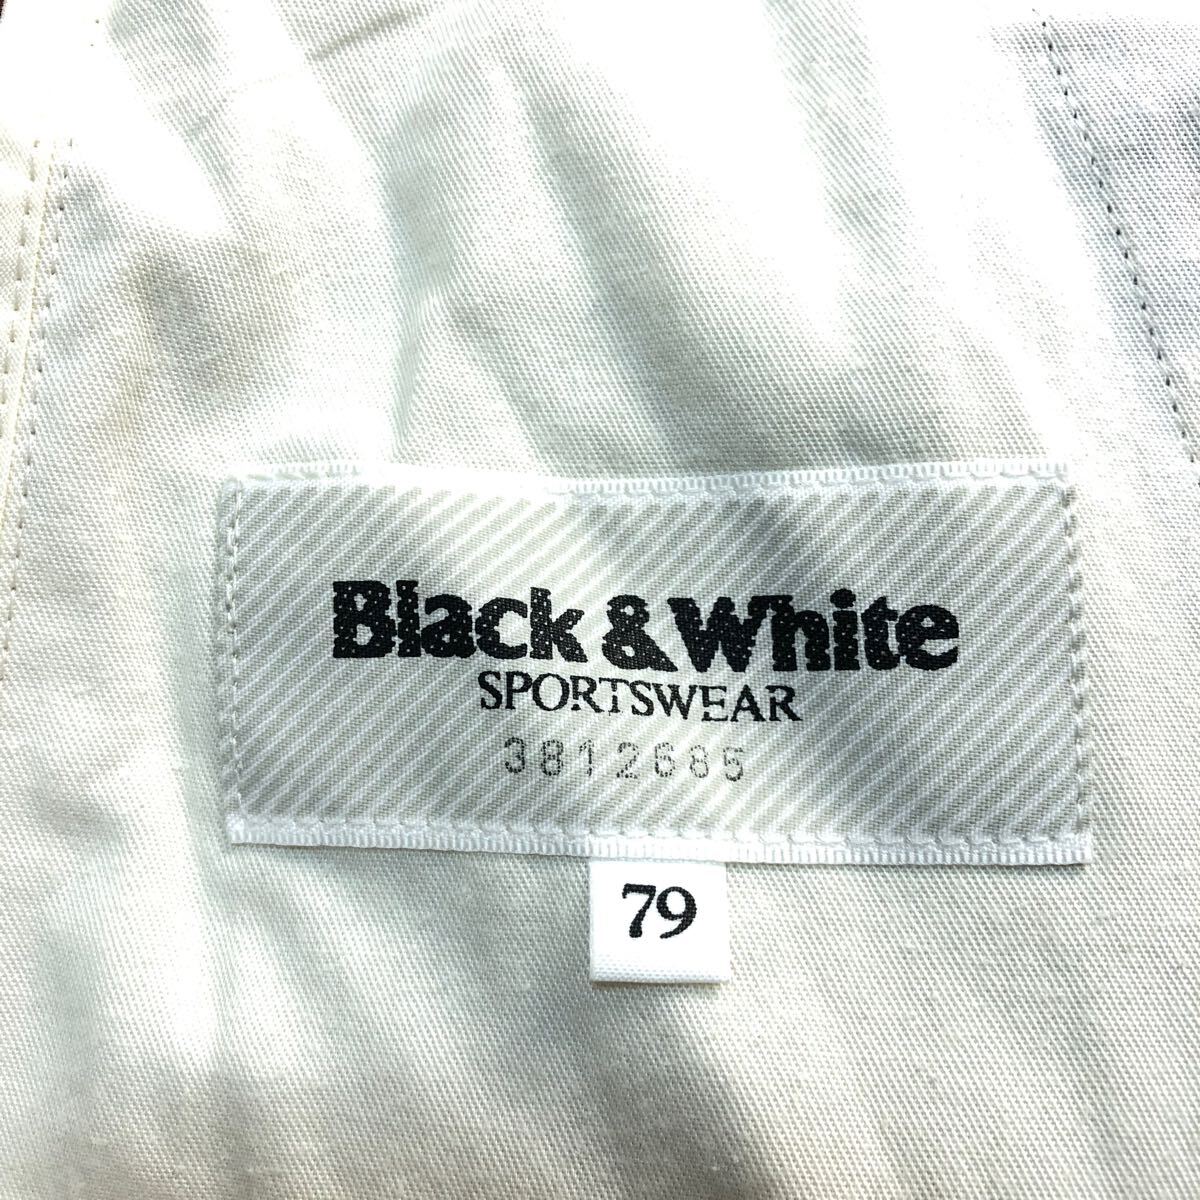 Black & White
SPORTSWEAR
3812685
79